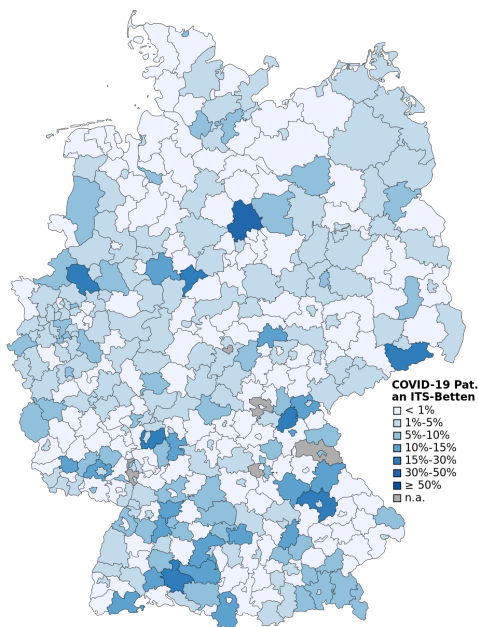 COVID-19 Pat.
an ITS-Betten
< 1%
1%-5%
5%-10%
10%-15%
15%-30%
30%-50%
≥ 50%
n.a.